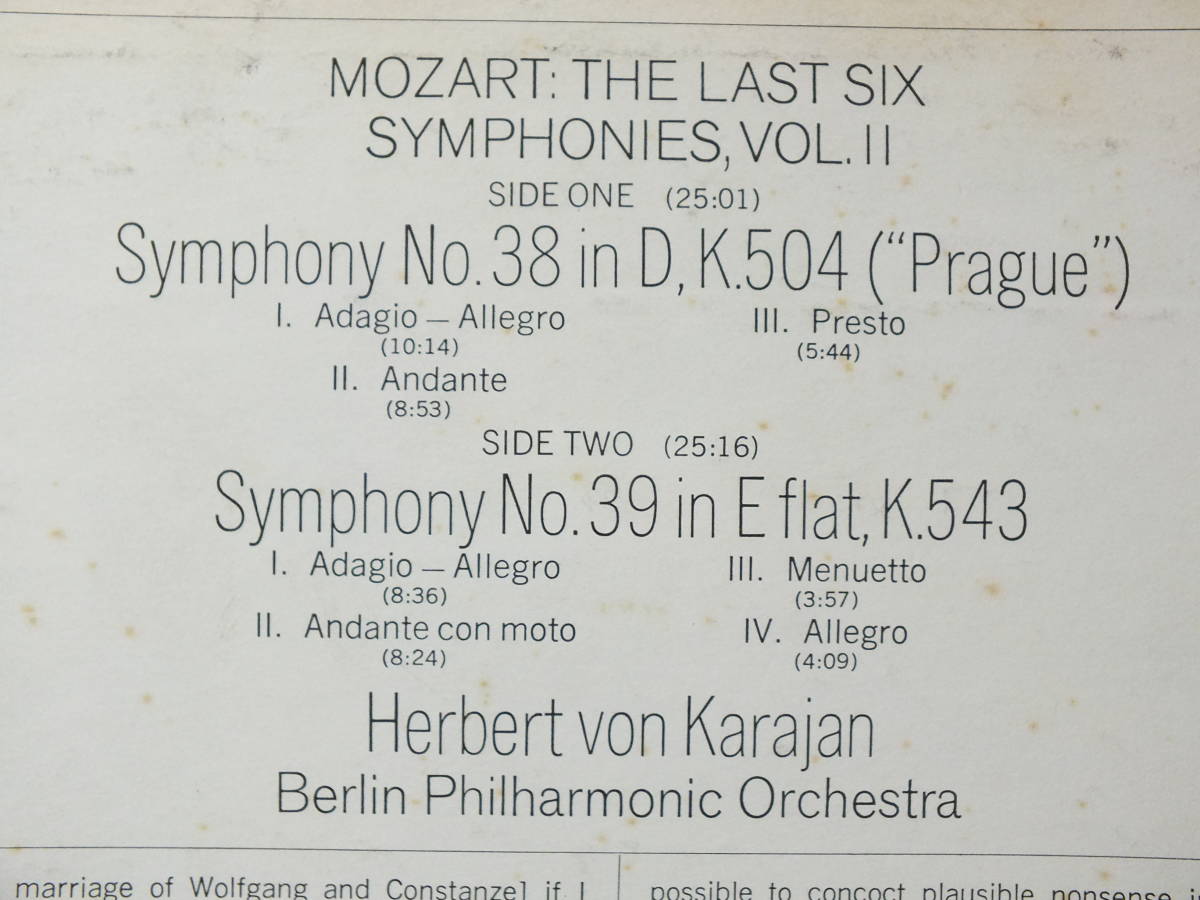 MOZART: THE LAST SIX
SYMPHONIES, VOL. II
SIDE ONE (25:01)
Symphony No. 38 in D, K.504 (“Prague”)
I. Adagio – Allegro
(10:14)
II. Andante
(8:53)
III. Presto
(5:44)
SIDE TWO (25:16)
Symphony No. 39 in E flat, K.543
I. Adagio – Allegro
(8:36)
II. Andante con moto
(8:24)
III. Menuetto
(3:57)
IV. Allegro
(4:09)
Herbert von Karajan
Berlin Philharmonic Orchestra
marriage of Wolfgang and Constanze] if I
possible to concoct plausible nonsense